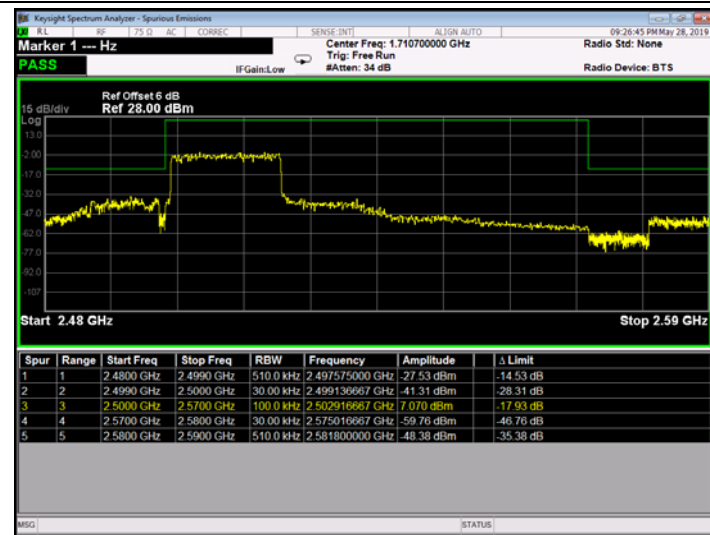 Keysight Spectrum Analyzer - Spurious Emissions
RL RF 75 Ω AC CORREC SENSE:INT ALIGN AUTO 09:26:45 PM May 28, 2019
Marker 1 --- Hz Center Freq: 1.710700000 GHz Radio Std: None
Trig: Free Run
PASS IFGain:Low #Atten: 34 dB Radio Device: BTS
Ref Offset 6 dB
15 dB/div Ref 28.00 dBm
Log
13.0
-2.00
-17.0
-32.0
-47.0
-62.0
-77.0
-92.0
-107
Start 2.48 GHz Stop 2.59 GHz
Spur Range Start Freq Stop Freq RBW Frequency Amplitude Δ Limit
1 1 2.4800 GHz 2.4990 GHz 510.0 kHz 2.497575000 GHz -27.53 dBm -14.53 dB
2 2 2.4990 GHz 2.5000 GHz 30.00 kHz 2.499136667 GHz -41.31 dBm -28.31 dB
3 3 2.5000 GHz 2.5700 GHz 100.0 kHz 2.502916667 GHz 7.070 dBm -17.93 dB
4 4 2.5700 GHz 2.5800 GHz 30.00 kHz 2.575016667 GHz -59.76 dBm -46.76 dB
5 5 2.5800 GHz 2.5900 GHz 510.0 kHz 2.581800000 GHz -48.38 dBm -35.38 dB
MSG STATUS